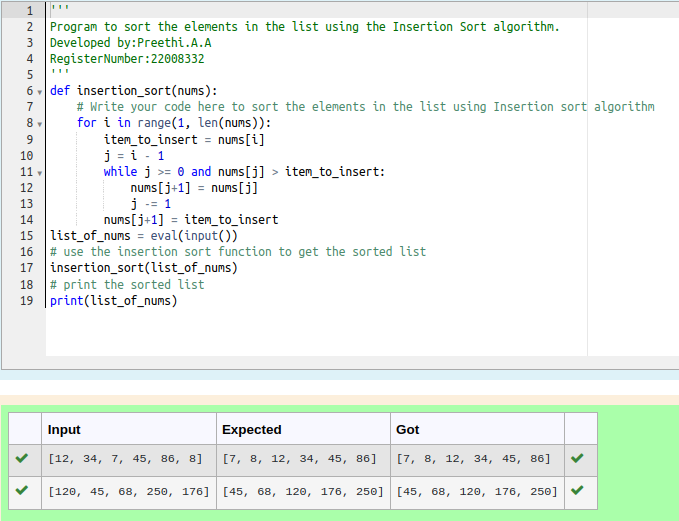 1 '''
2 Program to sort the elements in the list using the Insertion Sort algorithm.
3 Developed by:Preethi.A.A
4 RegisterNumber:22008332
5 '''
6 def insertion_sort(nums):
7     # Write your code here to sort the elements in the list using Insertion sort algorithm
8     for i in range(1, len(nums)):
9         item_to_insert = nums[i]
10         j = i - 1
11         while j >= 0 and nums[j] > item_to_insert:
12             nums[j+1] = nums[j]
13             j -= 1
14         nums[j+1] = item_to_insert
15 list_of_nums = eval(input())
16 # use the insertion sort function to get the sorted list
17 insertion_sort(list_of_nums)
18 # print the sorted list
19 print(list_of_nums)
Input Expected Got
[12, 34, 7, 45, 86, 8] [7, 8, 12, 34, 45, 86] [7, 8, 12, 34, 45, 86]
[120, 45, 68, 250, 176] [45, 68, 120, 176, 250] [45, 68, 120, 176, 250]